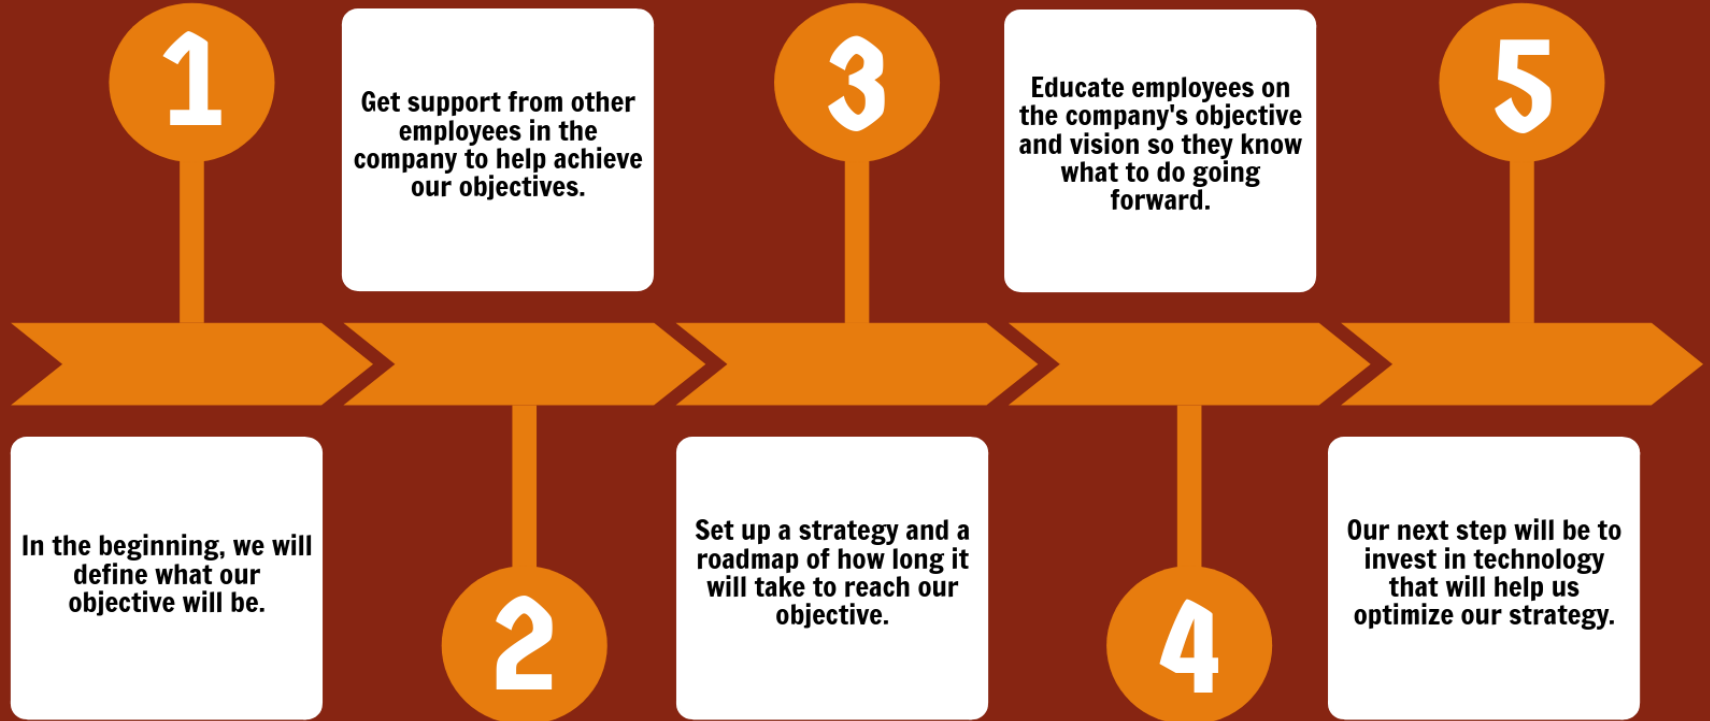 1
In the beginning, we will
define what our
objective will be.
2
Get support from other
employees in the
company to help achieve
our objectives.
3
Set up a strategy and a
roadmap of how long it
will take to reach our
objective.
4
Educate employees on
the company's objective
and vision so they know
what to do going
forward.
5
Our next step will be to
invest in technology
that will help us
optimize our strategy.